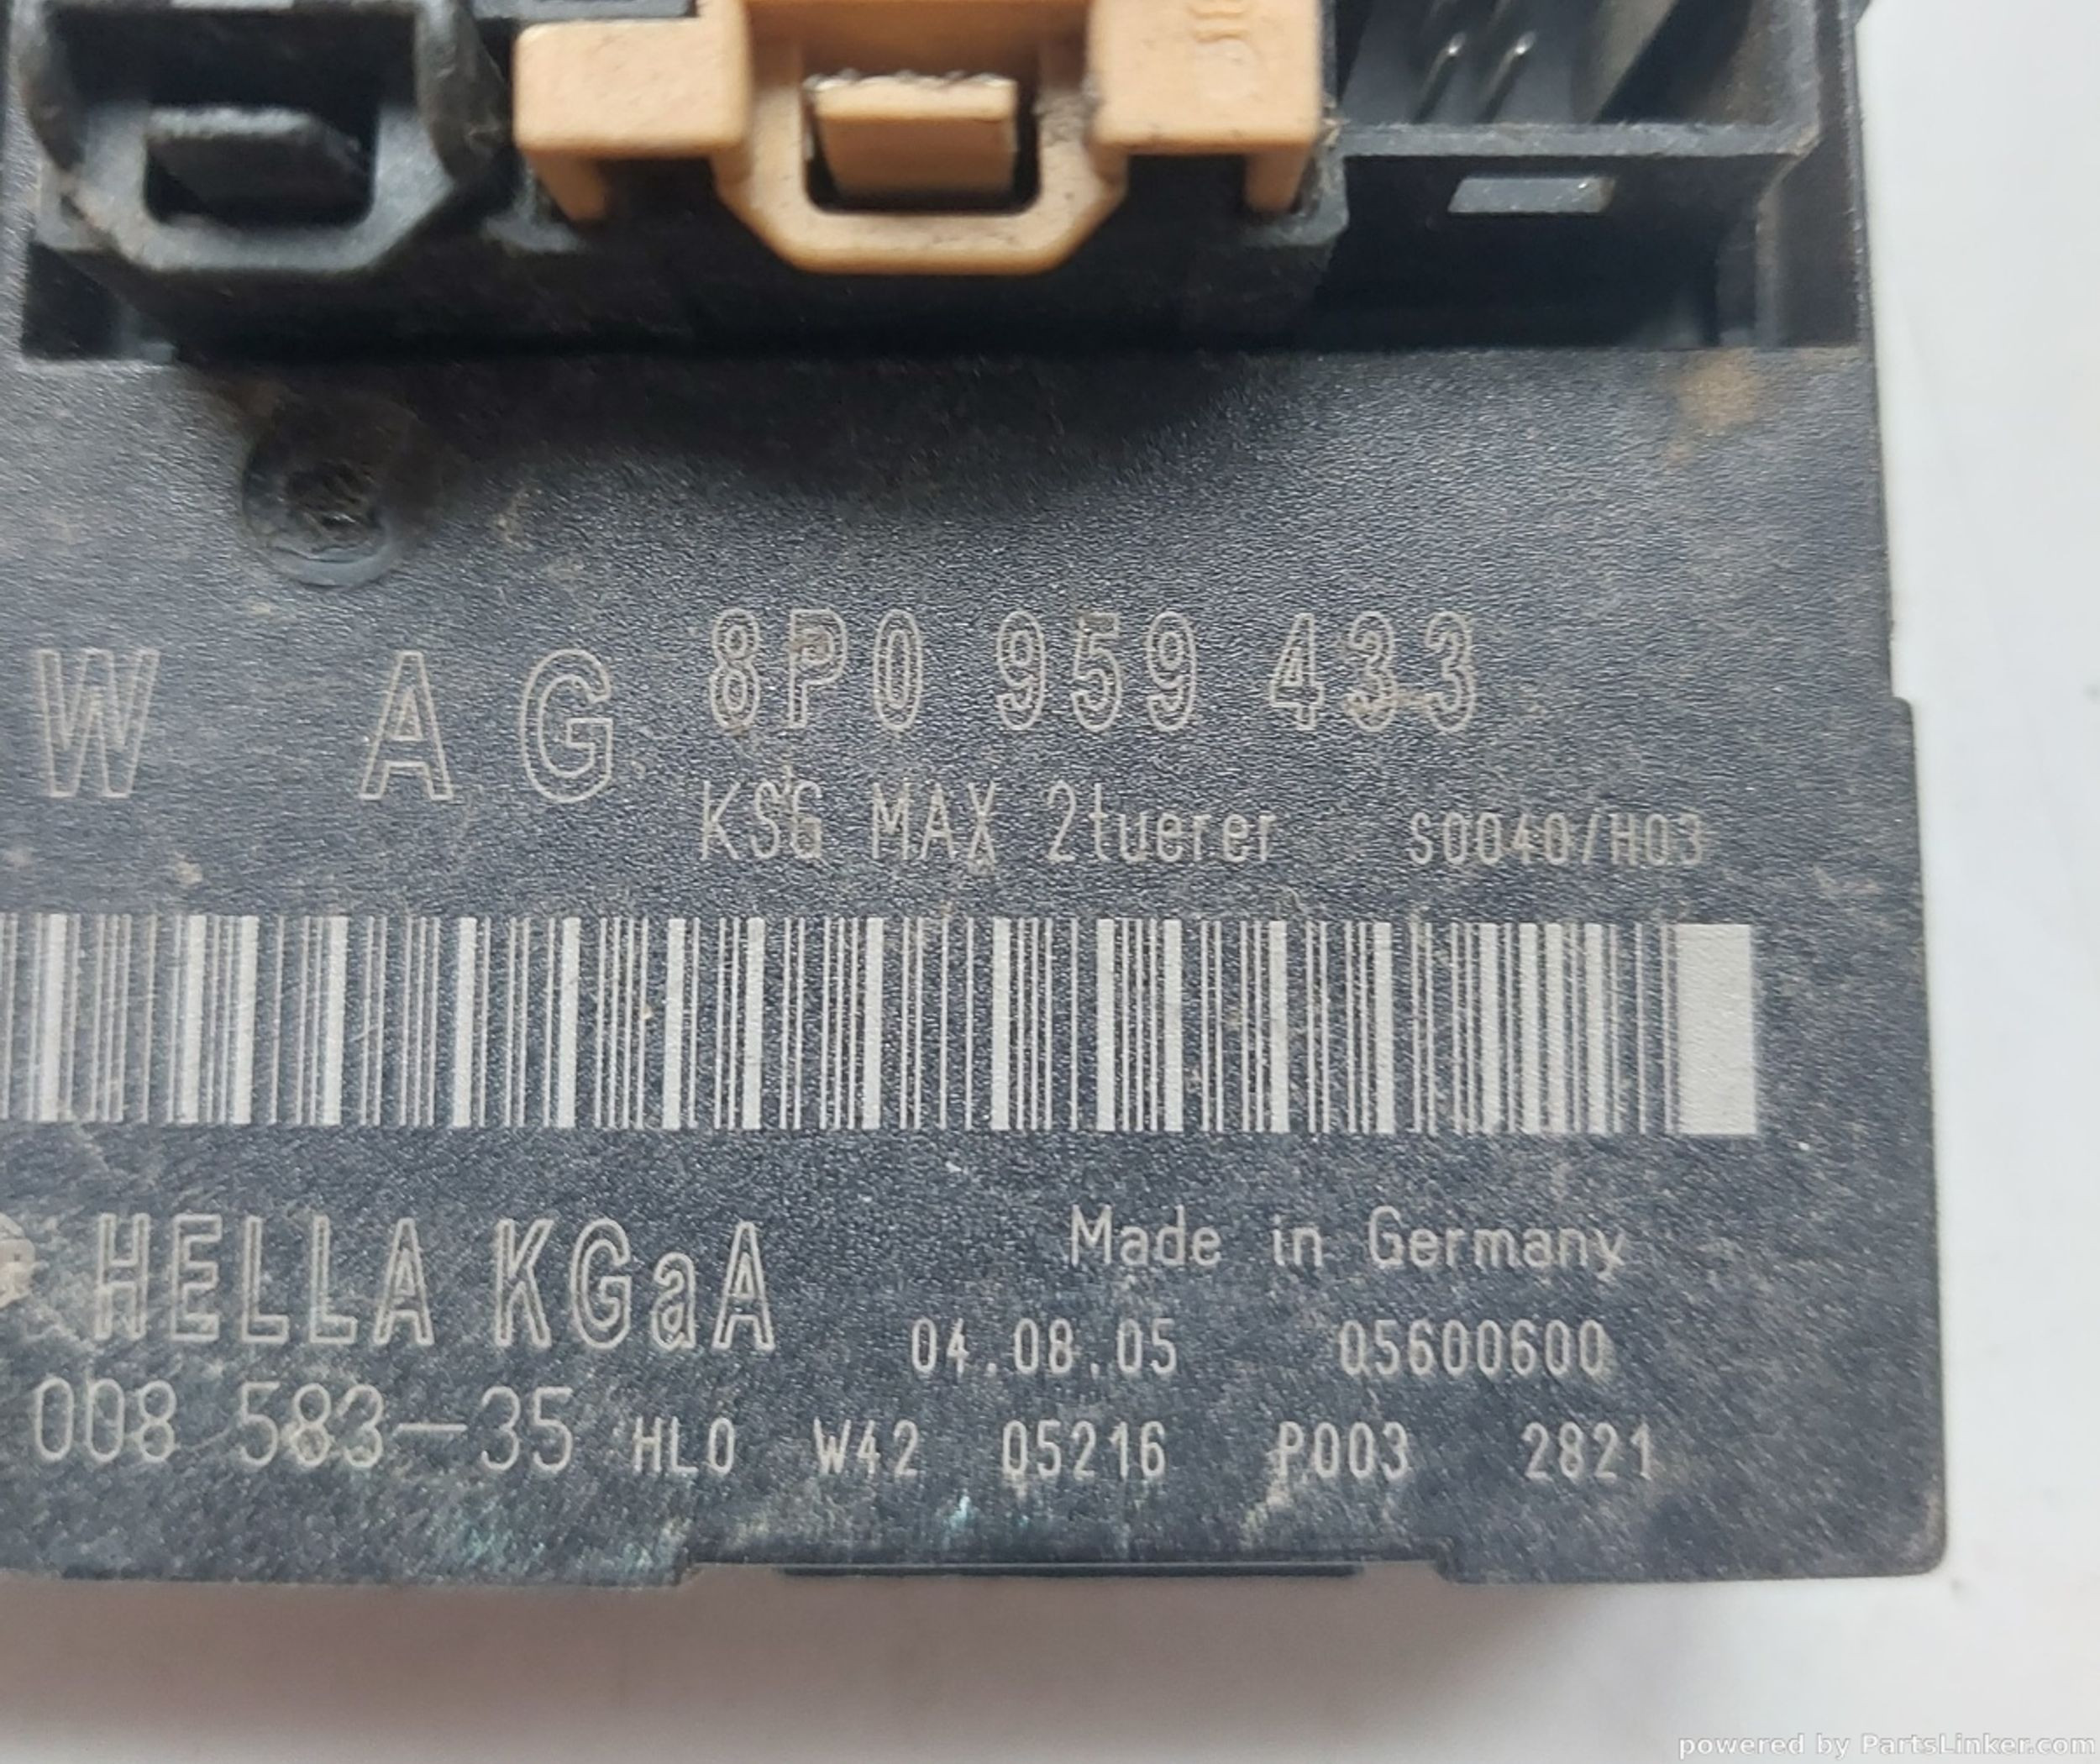 W AG 8P0 959 433
KSG MAX 2tuerer S0040/H03
HELLA KGaA Made in Germany
04.08.05 05600600
008 583-35 HLO W42 05216 P003 2821
powered by PartsLinker.com